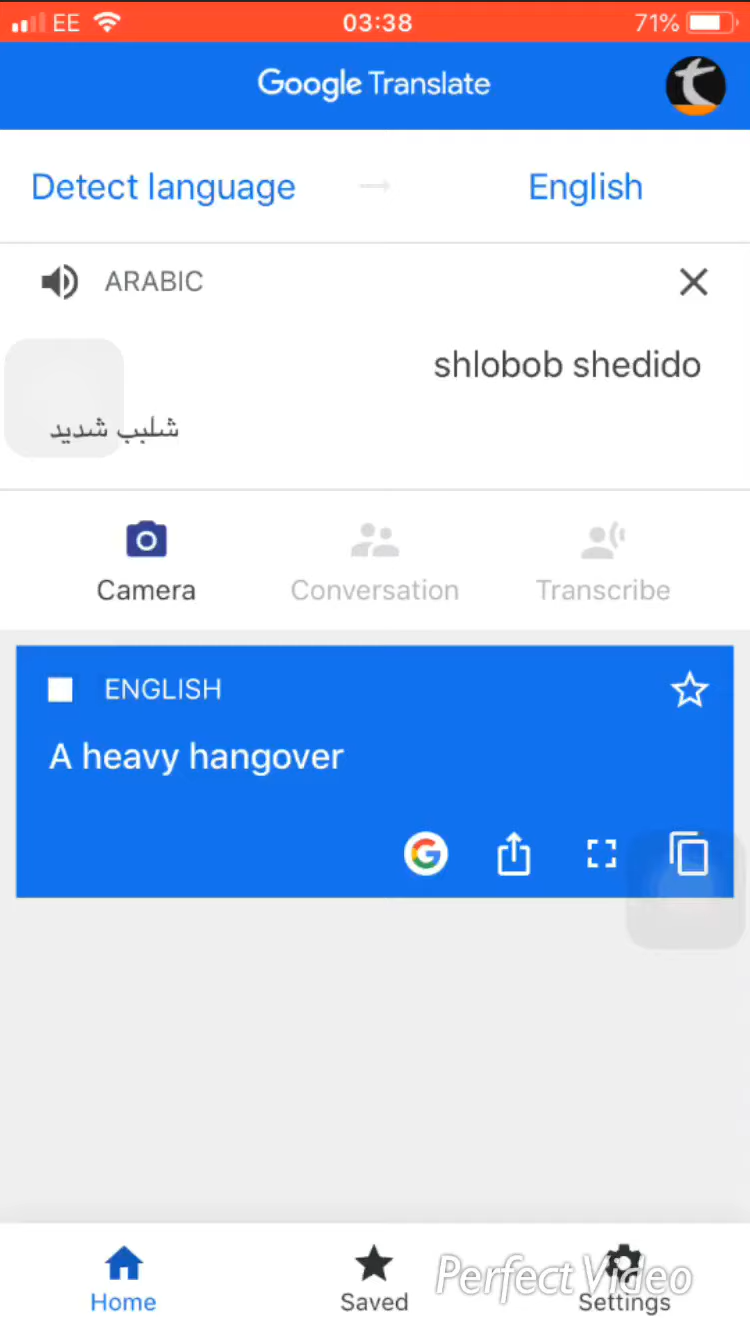 EE 03:38 71%
Google Translate
Detect language → English
ARABIC
shlobob shedido
شلبب شديد
Camera Conversation Transcribe
ENGLISH
A heavy hangover
Perfect Video
Home Saved Settings